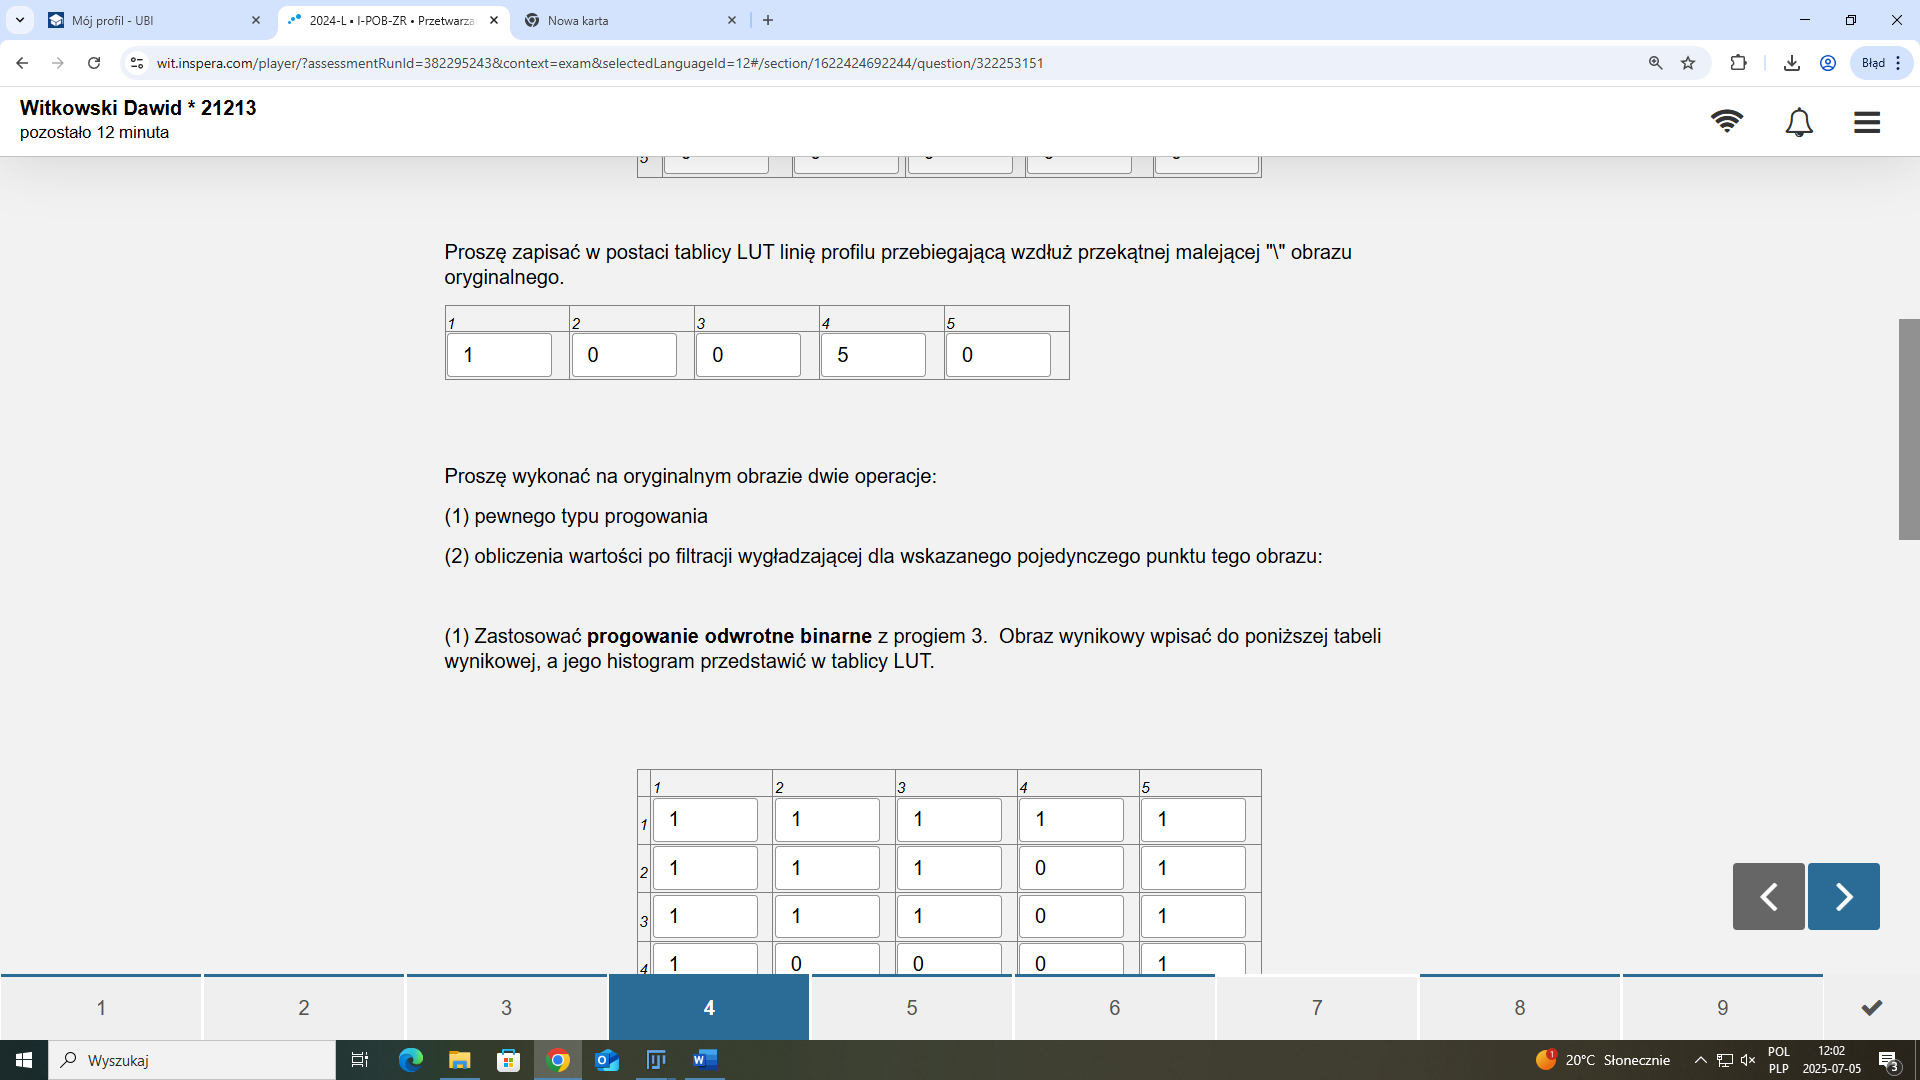 Mój profil - UBI
2024-L • I-POB-ZR • Przetwarza
Nowa karta
wit.inspera.com/player/?assessmentRunId=382295243&context=exam&selectedLanguageId=12#/section/1622424692244/question/322253151
Błąd
Witkowski Dawid * 21213
pozostało 12 minuta
5
Proszę zapisać w postaci tablicy LUT linię profilu przebiegającą wzdłuż przekątnej malejącej "\" obrazu
oryginalnego.
1 2 3 4 5
1 0 0 5 0
Proszę wykonać na oryginalnym obrazie dwie operacje:
(1) pewnego typu progowania
(2) obliczenia wartości po filtracji wygładzającej dla wskazanego pojedynczego punktu tego obrazu:
(1) Zastosować progowanie odwrotne binarne z progiem 3. Obraz wynikowy wpisać do poniższej tabeli
wynikowej, a jego histogram przedstawić w tablicy LUT.
1 2 3 4 5
1 1 1 1 1 1
2 1 1 1 0 1
3 1 1 1 0 1
4 1 0 0 0 1
1 2 3 4 5 6 7 8 9
Wyszukaj
1
20°C Słonecznie
POL
PLP
12:02
2025-07-05
3